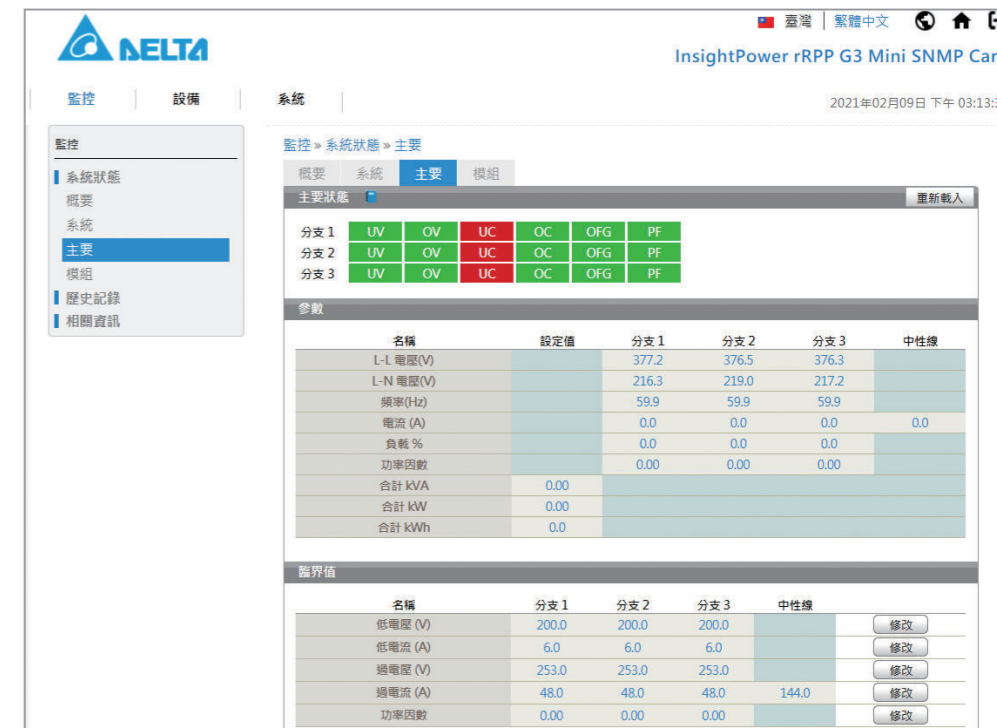 臺灣 | 繁體中文
DELTA
InsightPower rRPP G3 Mini SNMP Car
監控 設備 系統
2021年02月09日 下午 03:13:3
監控
系統狀態
概要
系統
主要
模組
歷史記錄
相關資訊
監控 » 系統狀態 » 主要
概要 系統 主要 模組
主要狀態 重新載入
分支 1 UV OV UC OC OFG PF
分支 2 UV OV UC OC OFG PF
分支 3 UV OV UC OC OFG PF
參數
名稱 設定值 分支 1 分支 2 分支 3 中性線
L-L 電壓(V) 377.2 376.5 376.3
L-N 電壓(V) 216.3 219.0 217.2
頻率(Hz) 59.9 59.9 59.9
電流 (A) 0.0 0.0 0.0 0.0
負載 % 0.0 0.0 0.0
功率因數 0.00 0.00 0.00
合計 kVA 0.00
合計 kW 0.00
合計 kWh 0.0
臨界值
名稱 分支 1 分支 2 分支 3 中性線
低電壓 (V) 200.0 200.0 200.0 修改
低電流 (A) 6.0 6.0 6.0 修改
過電壓 (V) 253.0 253.0 253.0 修改
過電流 (A) 48.0 48.0 48.0 144.0 修改
功率因數 0.00 0.00 0.00 修改